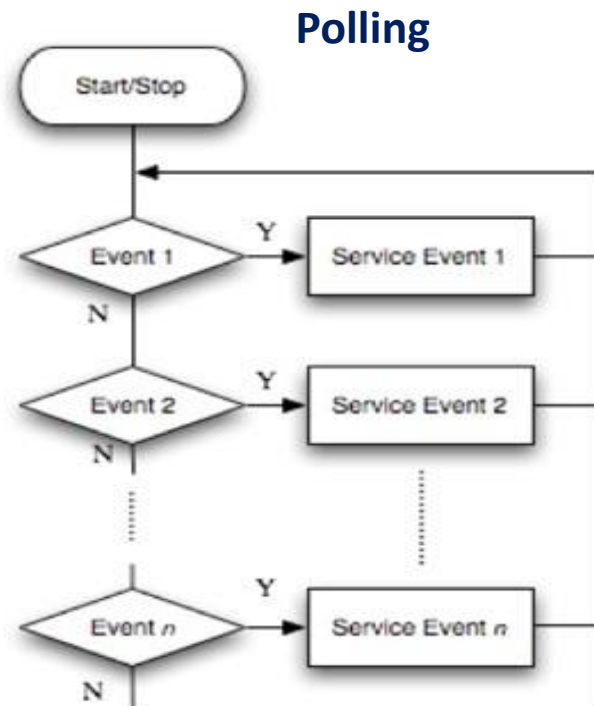 Polling
Start/Stop
Event 1
Y
Service Event 1
N
Event 2
Y
Service Event 2
N
Event n
Y
Service Event n
N